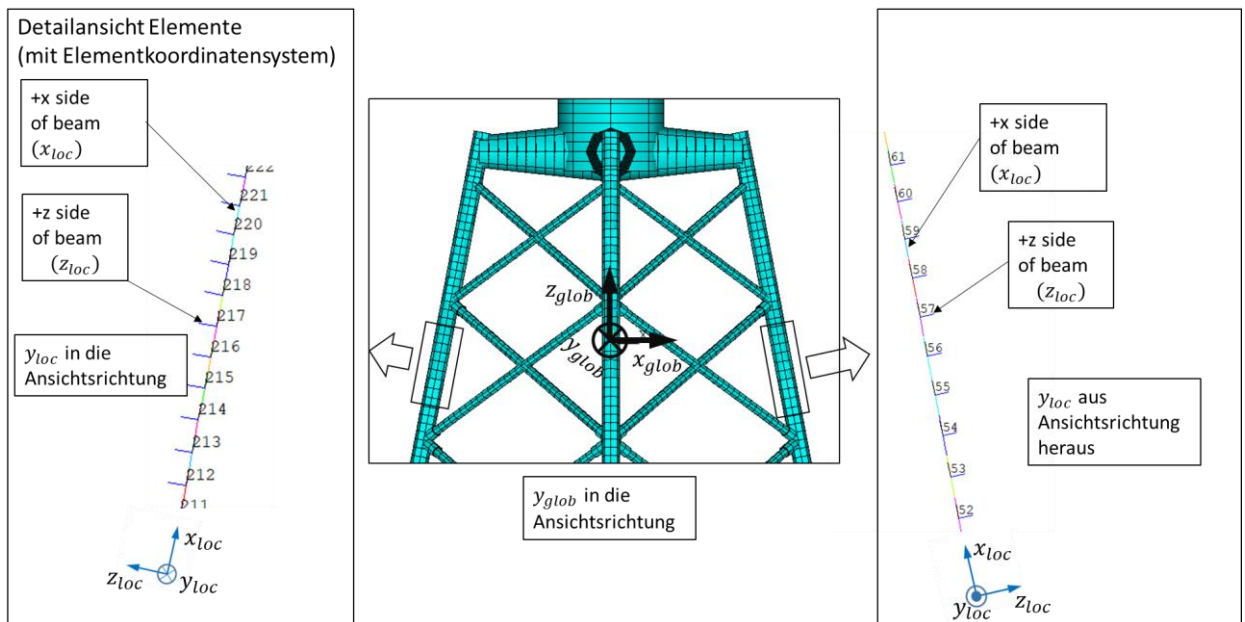 Detailansicht Elemente
(mit Elementkoordinatensystem)
+x side
of beam
(x_loc)
+z side
of beam
(z_loc)
y_loc in die
Ansichtsrichtung
222
221
220
219
218
217
216
215
214
213
212
211
x_loc
z_loc
y_loc
z_glob
y_glob
x_glob
y_glob in die
Ansichtsrichtung
+x side
of beam
(x_loc)
+z side
of beam
(z_loc)
y_loc aus
Ansichtsrichtung
heraus
61
60
59
58
57
56
55
54
53
52
x_loc
y_loc
z_loc